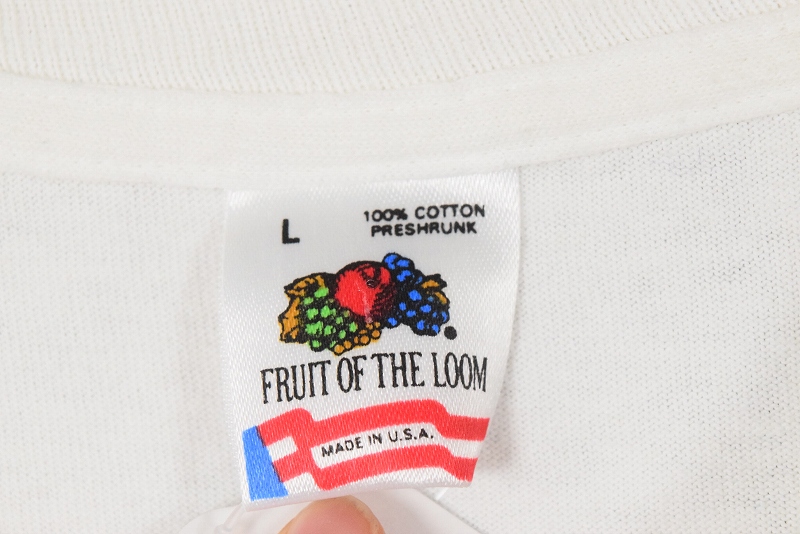 L
100% COTTON
PRESHRUNK
FRUIT OF THE LOOM
MADE IN U.S.A.